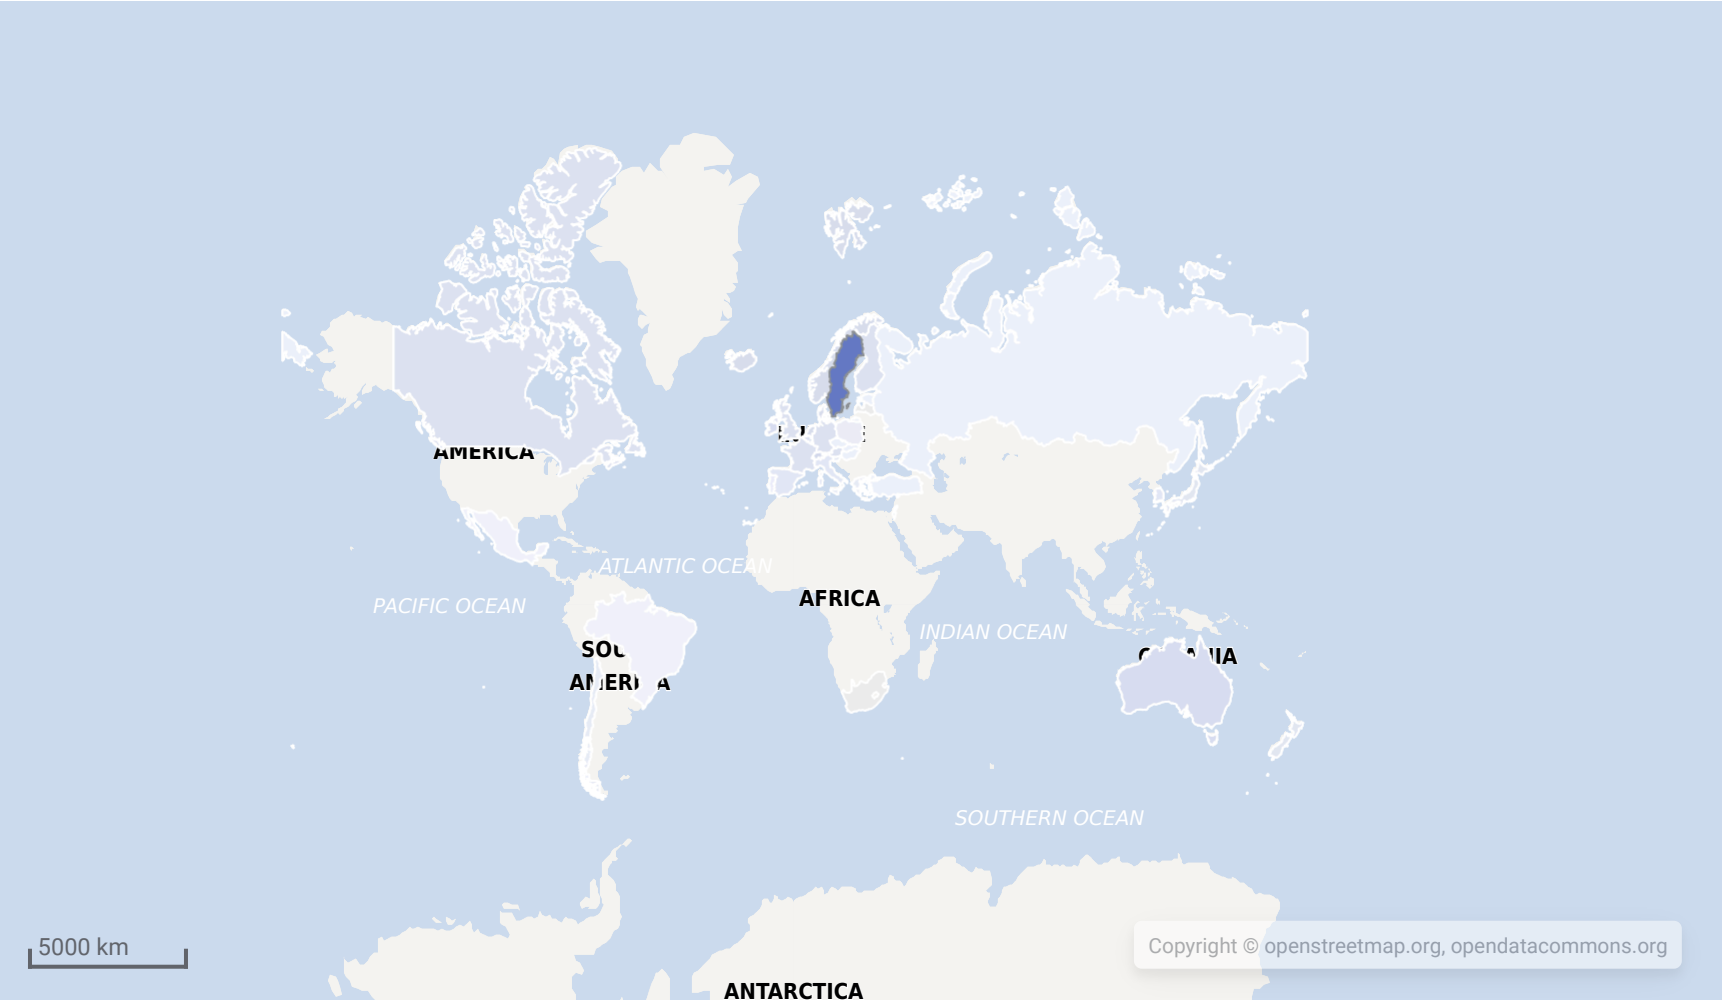 AMERICA
ATLANTIC OCEAN
PACIFIC OCEAN
AFRICA
INDIAN OCEAN
SOUTHERN OCEAN
5000 km
Copyright © openstreetmap.org, opendatacommons.org
ANTARCTICA